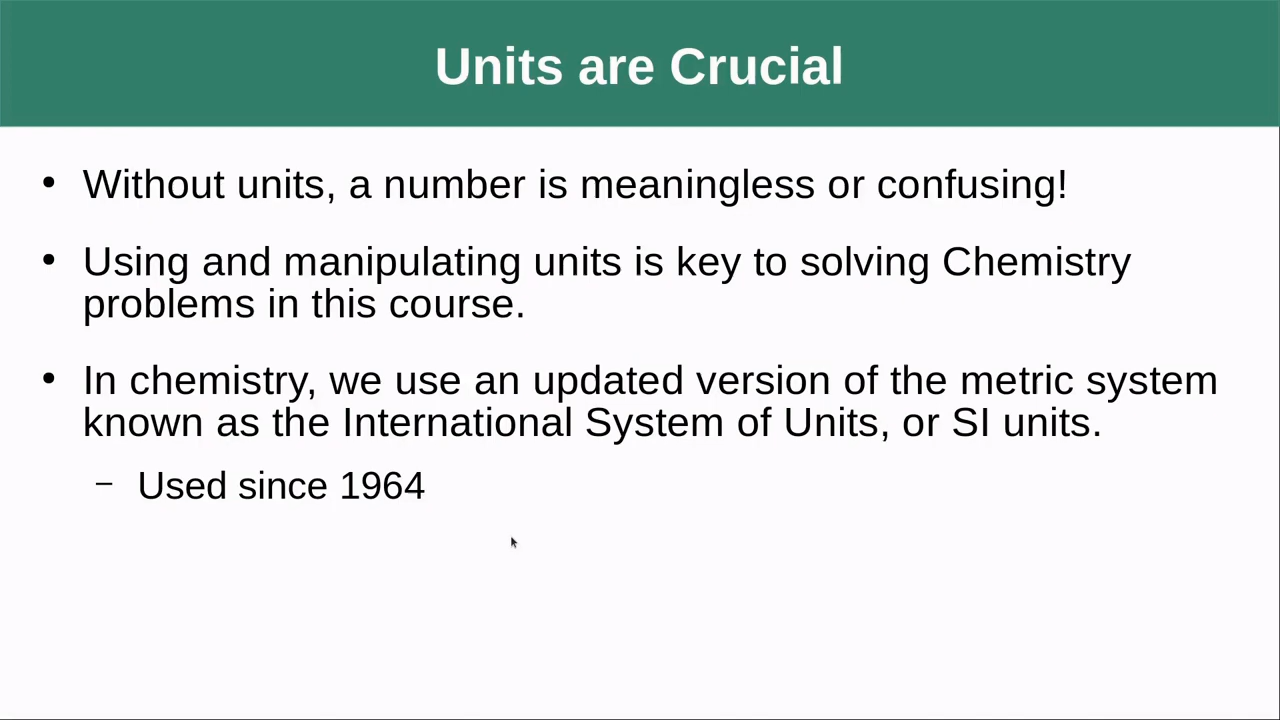 Units are Crucial
• Without units, a number is meaningless or confusing!
• Using and manipulating units is key to solving Chemistry
problems in this course.
• In chemistry, we use an updated version of the metric system
known as the International System of Units, or SI units.
– Used since 1964